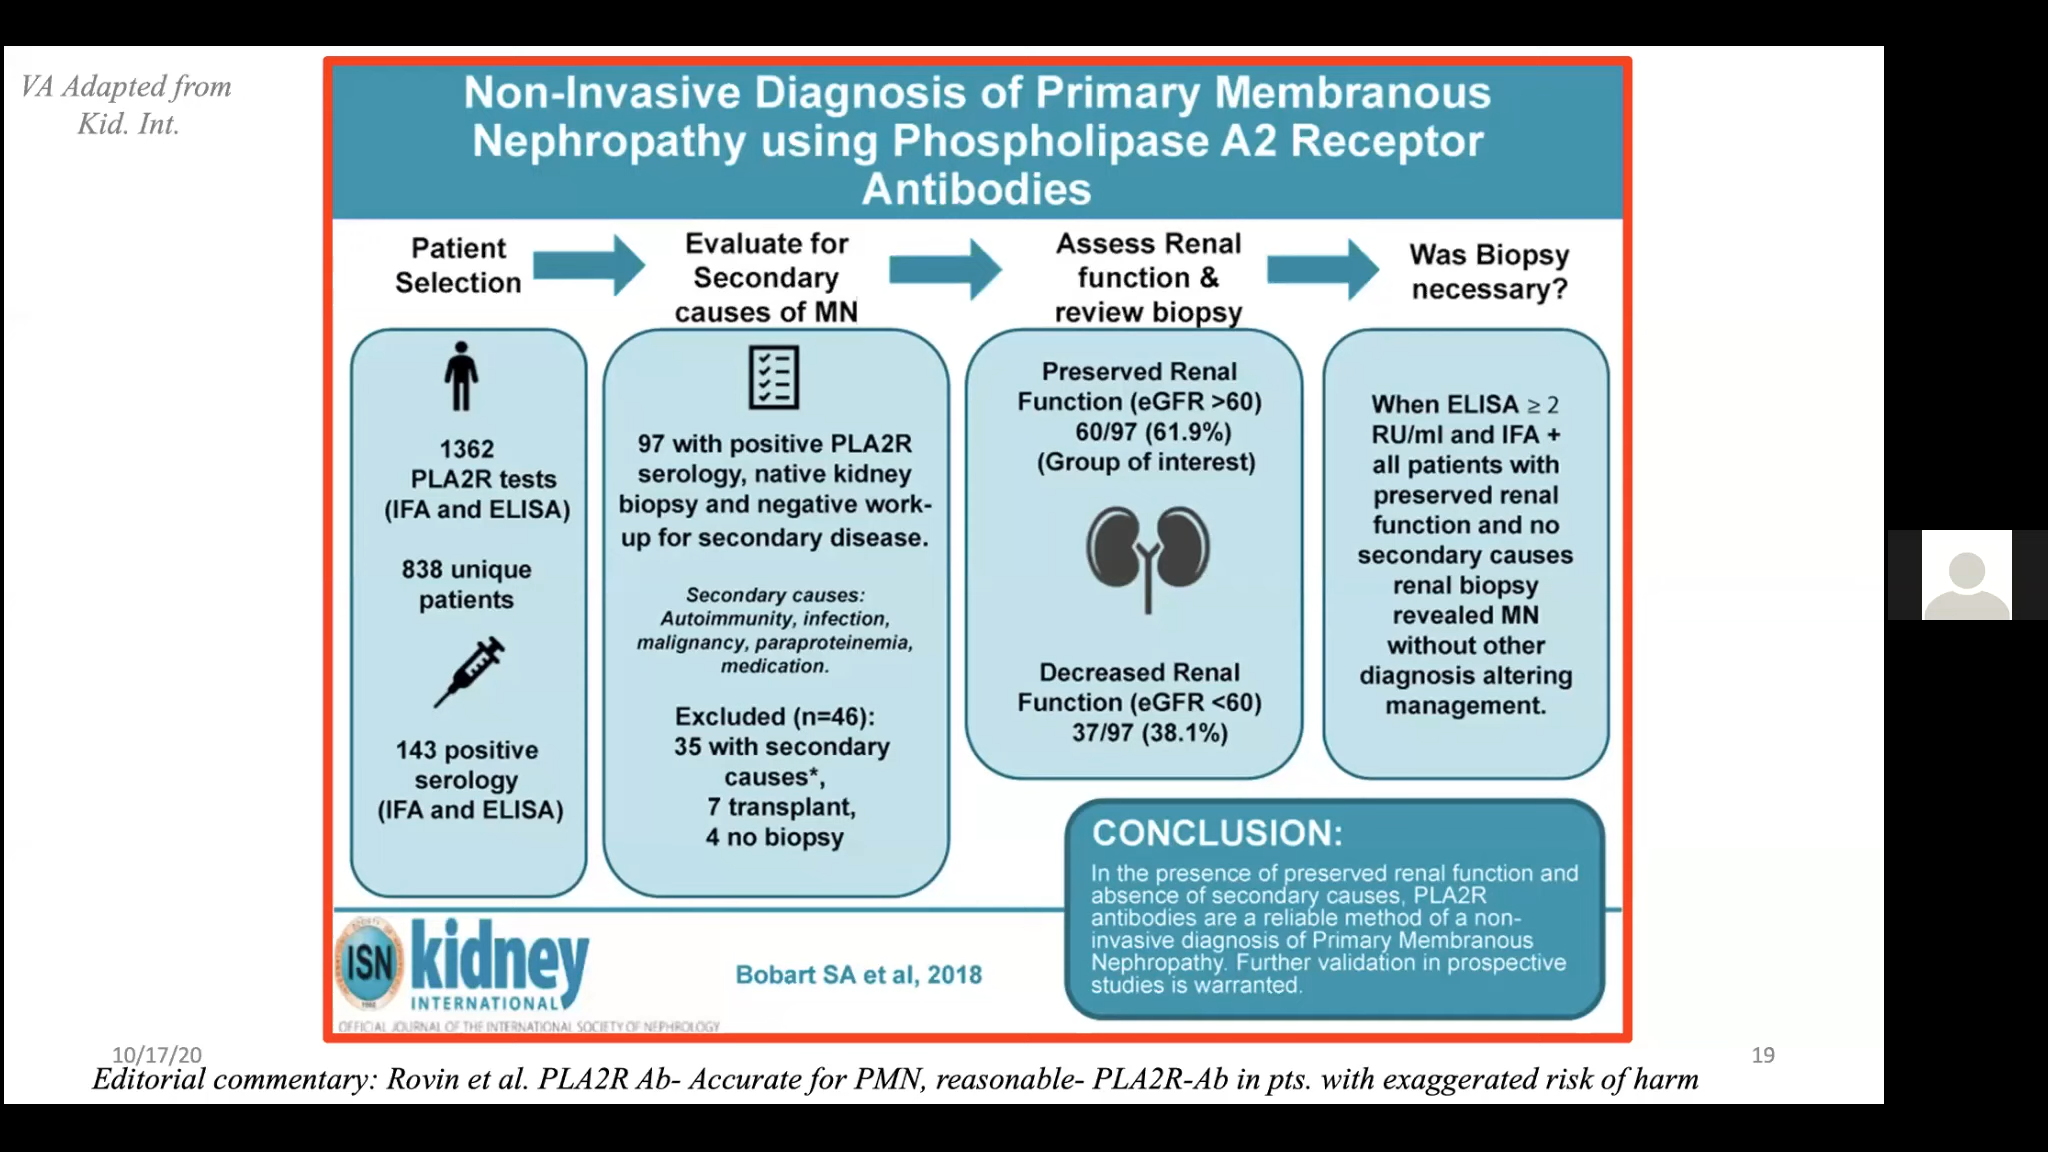 VA Adapted from
Kid. Int.
Non-Invasive Diagnosis of Primary Membranous
Nephropathy using Phospholipase A2 Receptor
Antibodies
Patient
Selection
Evaluate for
Secondary
causes of MN
Assess Renal
function &
review biopsy
Was Biopsy
necessary?
1362
PLA2R tests
(IFA and ELISA)
838 unique
patients
143 positive
serology
(IFA and ELISA)
97 with positive PLA2R
serology, native kidney
biopsy and negative work-
up for secondary disease.
Secondary causes:
Autoimmunity, infection,
malignancy, paraproteinemia,
medication.
Excluded (n=46):
35 with secondary
causes*,
7 transplant,
4 no biopsy
Preserved Renal
Function (eGFR >60)
60/97 (61.9%)
(Group of interest)
Decreased Renal
Function (eGFR <60)
37/97 (38.1%)
When ELISA ≥ 2
RU/ml and IFA +
all patients with
preserved renal
function and no
secondary causes
renal biopsy
revealed MN
without other
diagnosis altering
management.
CONCLUSION:
In the presence of preserved renal function and
absence of secondary causes, PLA2R
antibodies are a reliable method of a non-
invasive diagnosis of Primary Membranous
Nephropathy. Further validation in prospective
studies is warranted.
ISN
kidney
INTERNATIONAL
OFFICIAL JOURNAL OF THE INTERNATIONAL SOCIETY OF NEPHROLOGY
Bobart SA et al, 2018
10/17/20
19
Editorial commentary: Rovin et al. PLA2R Ab- Accurate for PMN, reasonable- PLA2R-Ab in pts. with exaggerated risk of harm